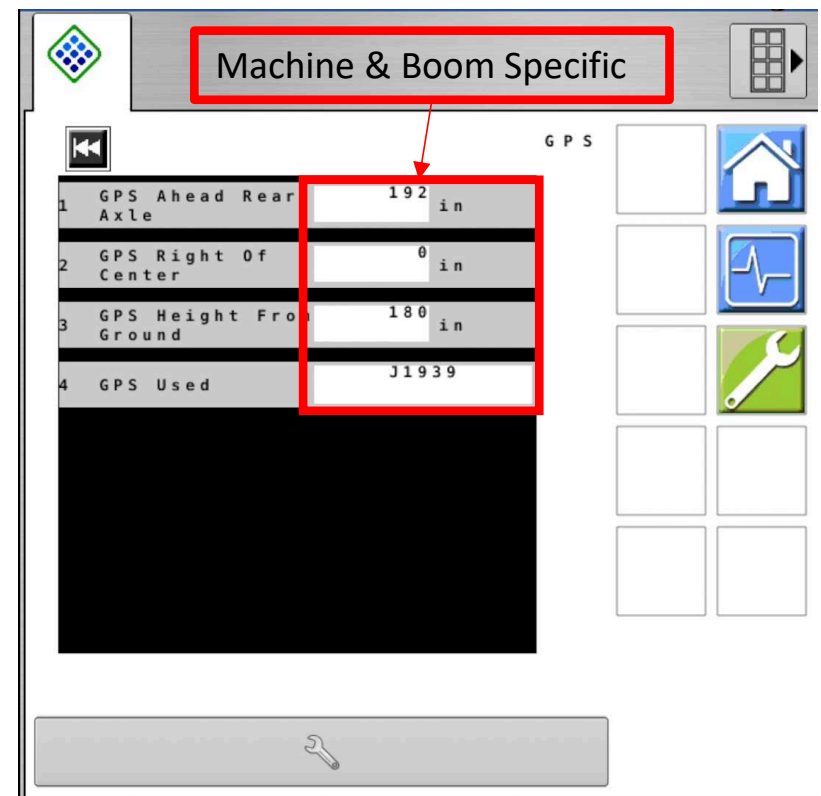 Machine & Boom Specific
GPS
1 GPS Ahead Rear Axle 192 in
2 GPS Right Of Center 0 in
3 GPS Height From Ground 180 in
4 GPS Used J1939